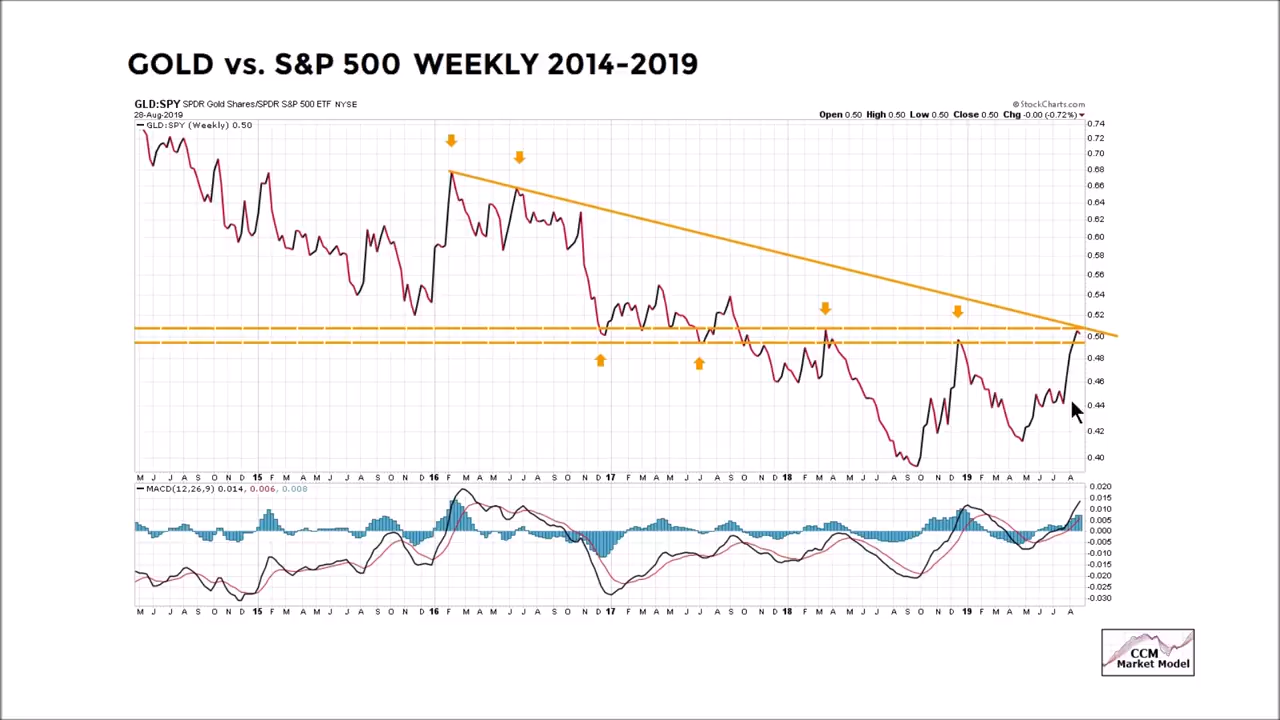 GOLD vs. S&P 500 WEEKLY 2014-2019
GLD:SPY SPDR Gold Shares/SPDR S&P 500 ETF NYSE
© StockCharts.com
28-Aug-2019
Open 0.50 High 0.50 Low 0.50 Close 0.50 Chg -0.00 (-0.72%)
GLD:SPY (Weekly) 0.50
0.74
0.72
0.70
0.68
0.66
0.64
0.62
0.60
0.58
0.56
0.54
0.52
0.50
0.48
0.46
0.44
0.42
0.40
M J J A S O N D 15 F M A M J J A S O N D 16 F M A M J J A S O N D 17 F M A M J J A S O N D 18 F M A M J J A S O N D 19 F M A M J J A
MACD(12,26,9) 0.014, 0.006, 0.008
0.020
0.015
0.010
0.005
0.000
-0.005
-0.010
-0.015
-0.020
-0.025
-0.030
M J J A S O N D 15 F M A M J J A S O N D 16 F M A M J J A S O N D 17 F M A M J J A S O N D 18 F M A M J J A S O N D 19 F M A M J J A
CCM
Market Model